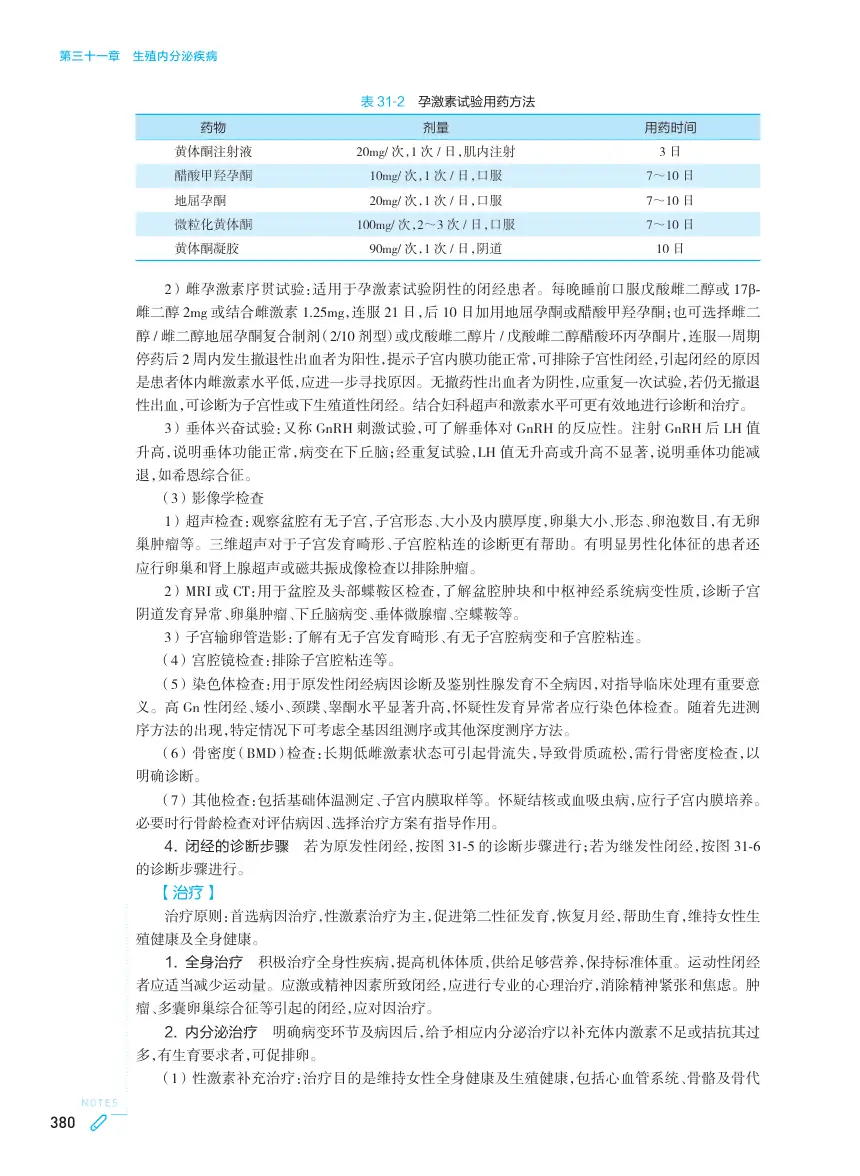 第三十一章 生殖内分泌疾病
表 31-2 孕激素试验用药方法
药物 剂量 用药时间
黄体酮注射液 20mg/ 次,1 次 / 日,肌内注射 3 日
醋酸甲羟孕酮 10mg/ 次,1 次 / 日,口服 7～10 日
地屈孕酮 20mg/ 次,1 次 / 日,口服 7～10 日
微粒化黄体酮 100mg/ 次,2～3 次 / 日,口服 7～10 日
黄体酮凝胶 90mg/ 次,1 次 / 日,阴道 10 日
2）雌孕激素序贯试验:适用于孕激素试验阴性的闭经患者。每晚睡前口服戊酸雌二醇或 17β-
雌二醇 2mg 或结合雌激素 1.25mg,连服 21 日,后 10 日加用地屈孕酮或醋酸甲羟孕酮;也可选择雌二
醇 / 雌二醇地屈孕酮复合制剂（2/10 剂型）或戊酸雌二醇片 / 戊酸雌二醇醋酸环丙孕酮片,连服一周期
停药后 2 周内发生撤退性出血者为阳性,提示子宫内膜功能正常,可排除子宫性闭经,引起闭经的原因
是患者体内雌激素水平低,应进一步寻找原因。无撤药性出血者为阴性,应重复一次试验,若仍无撤退
性出血,可诊断为子宫性或下生殖道性闭经。结合妇科超声和激素水平可更有效地进行诊断和治疗。
3）垂体兴奋试验:又称 GnRH 刺激试验,可了解垂体对 GnRH 的反应性。注射 GnRH 后 LH 值
升高,说明垂体功能正常,病变在下丘脑;经重复试验,LH 值无升高或升高不显著,说明垂体功能减
退,如希恩综合征。
（3）影像学检查
1）超声检查:观察盆腔有无子宫,子宫形态、大小及内膜厚度,卵巢大小、形态、卵泡数目,有无卵
巢肿瘤等。三维超声对于子宫发育畸形、子宫腔粘连的诊断更有帮助。有明显男性化体征的患者还
应行卵巢和肾上腺超声或磁共振成像检查以排除肿瘤。
2）MRI 或 CT:用于盆腔及头部蝶鞍区检查,了解盆腔肿块和中枢神经系统病变性质,诊断子宫
阴道发育异常、卵巢肿瘤、下丘脑病变、垂体微腺瘤、空蝶鞍等。
3）子宫输卵管造影:了解有无子宫发育畸形、有无子宫腔病变和子宫腔粘连。
（4）宫腔镜检查:排除子宫腔粘连等。
（5）染色体检查:用于原发性闭经病因诊断及鉴别性腺发育不全病因,对指导临床处理有重要意
义。高 Gn 性闭经、矮小、颈蹼、睾酮水平显著升高,怀疑性发育异常者应行染色体检查。随着先进测
序方法的出现,特定情况下可考虑全基因组测序或其他深度测序方法。
（6）骨密度（BMD）检查:长期低雌激素状态可引起骨流失,导致骨质疏松,需行骨密度检查,以
明确诊断。
（7）其他检查:包括基础体温测定、子宫内膜取样等。怀疑结核或血吸虫病,应行子宫内膜培养。
必要时行骨龄检查对评估病因、选择治疗方案有指导作用。
4. 闭经的诊断步骤 若为原发性闭经,按图 31-5 的诊断步骤进行;若为继发性闭经,按图 31-6
的诊断步骤进行。
【治疗】
治疗原则:首选病因治疗,性激素治疗为主,促进第二性征发育,恢复月经,帮助生育,维持女性生
殖健康及全身健康。
1. 全身治疗 积极治疗全身性疾病,提高机体体质,供给足够营养,保持标准体重。运动性闭经
者应适当减少运动量。应激或精神因素所致闭经,应进行专业的心理治疗,消除精神紧张和焦虑。肿
瘤、多囊卵巢综合征等引起的闭经,应对因治疗。
2. 内分泌治疗 明确病变环节及病因后,给予相应内分泌治疗以补充体内激素不足或拮抗其过
多,有生育要求者,可促排卵。
（1）性激素补充治疗:治疗目的是维持女性全身健康及生殖健康,包括心血管系统、骨骼及骨代
NOTES
380